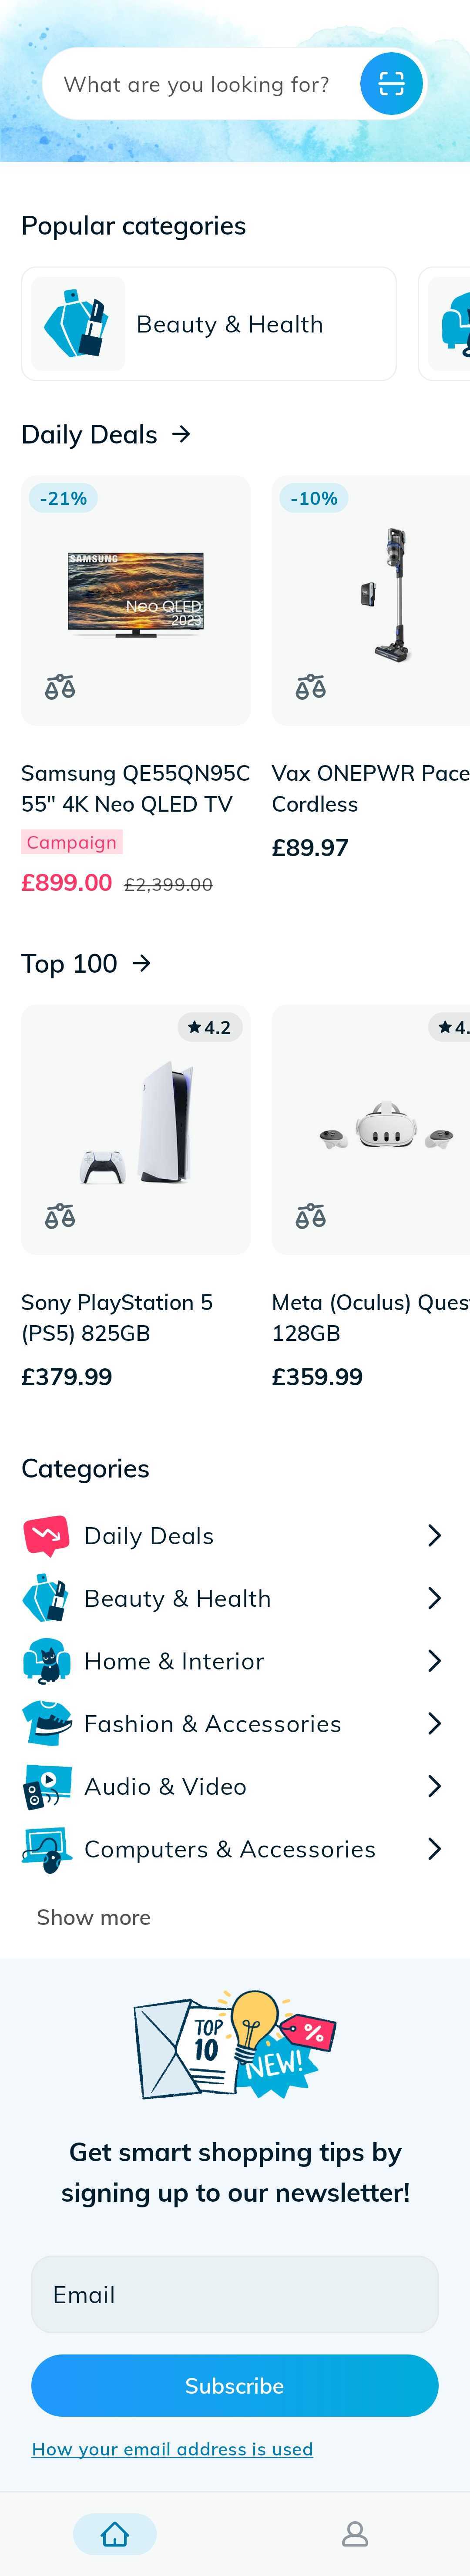 What are you looking for?
Popular categories
Beauty & Health
Daily Deals
-21%
-10%
SAMSUNG
Neo QLED
2023
Samsung QE55QN95C
55" 4K Neo QLED TV
Vax ONEPWR Pace
Cordless
Campaign
£89.97
£899.00 £2,399.00
Top 100
4.2
4.
Sony PlayStation 5
(PS5) 825GB
Meta (Oculus) Ques
128GB
£379.99
£359.99
Categories
Daily Deals
Beauty & Health
Home & Interior
Fashion & Accessories
Audio & Video
Computers & Accessories
Show more
TOP
10
%
NEW!
Get smart shopping tips by
signing up to our newsletter!
Email
Subscribe
How your email address is used